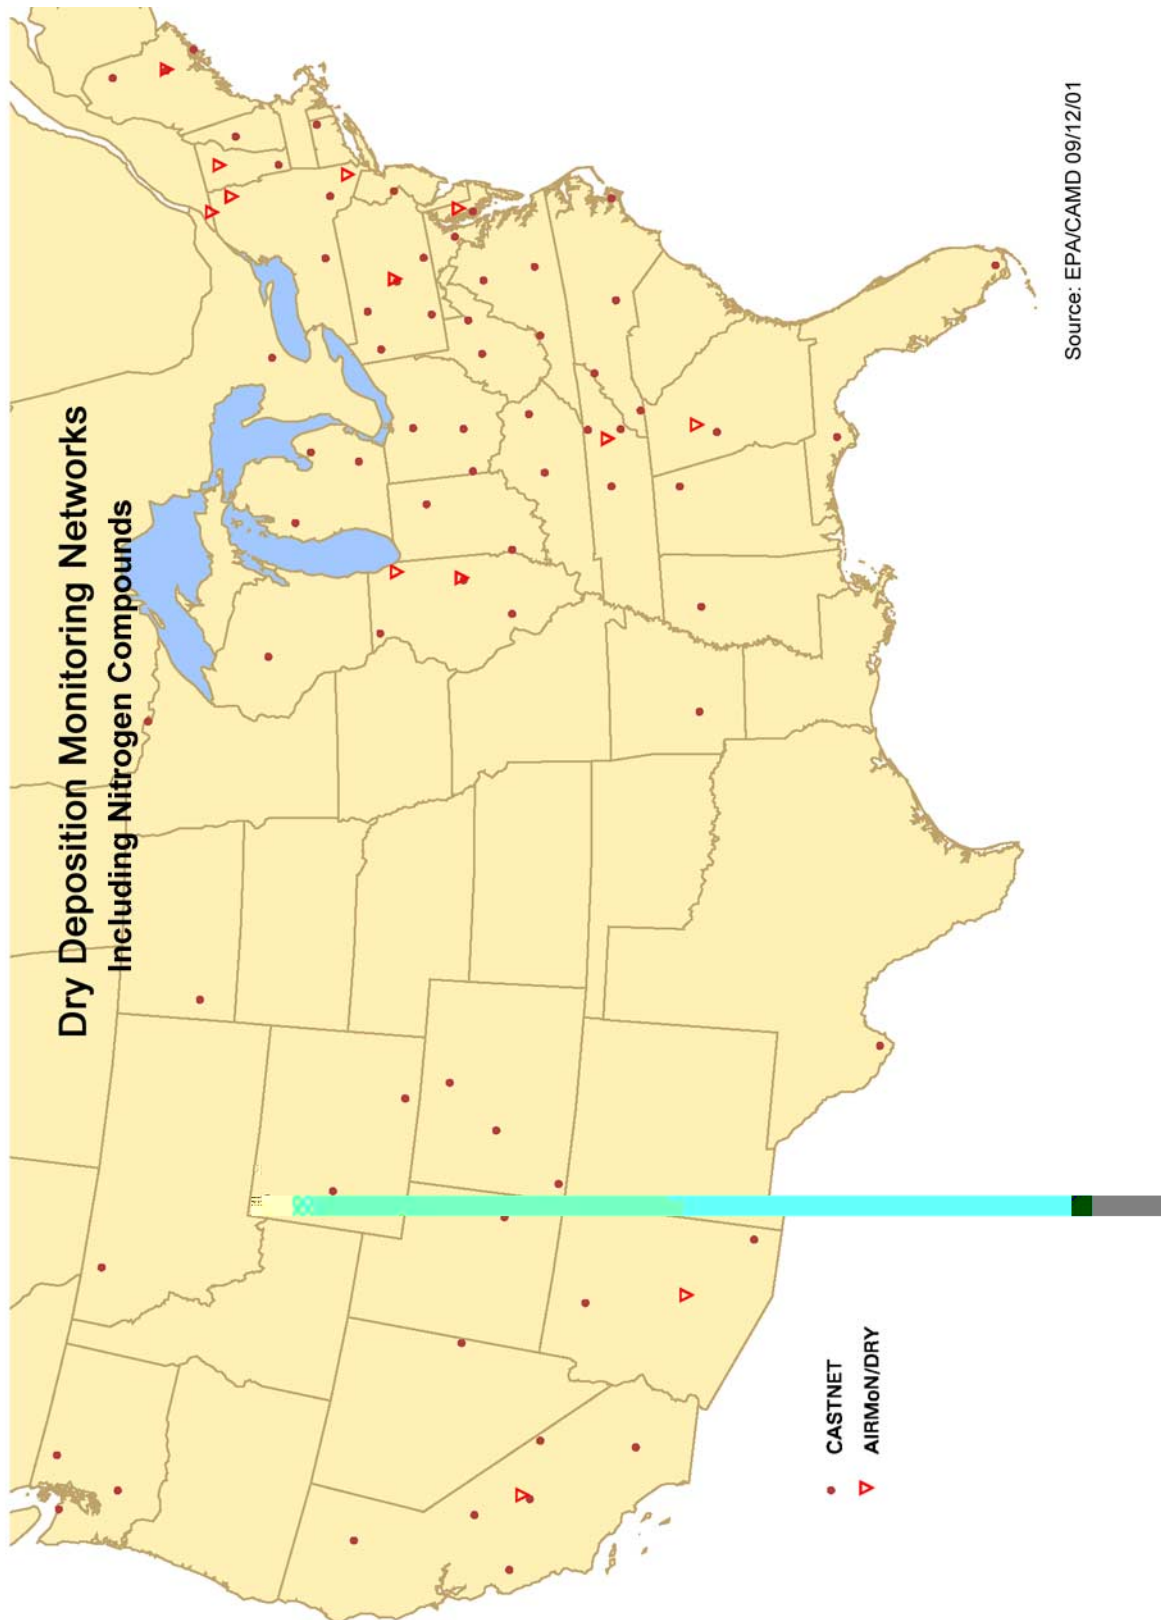 Dry Deposition Monitoring Networks
Including Nitrogen Compounds
CASTNET
AIRMoN/DRY
Source: EPA/CAMD 09/12/01